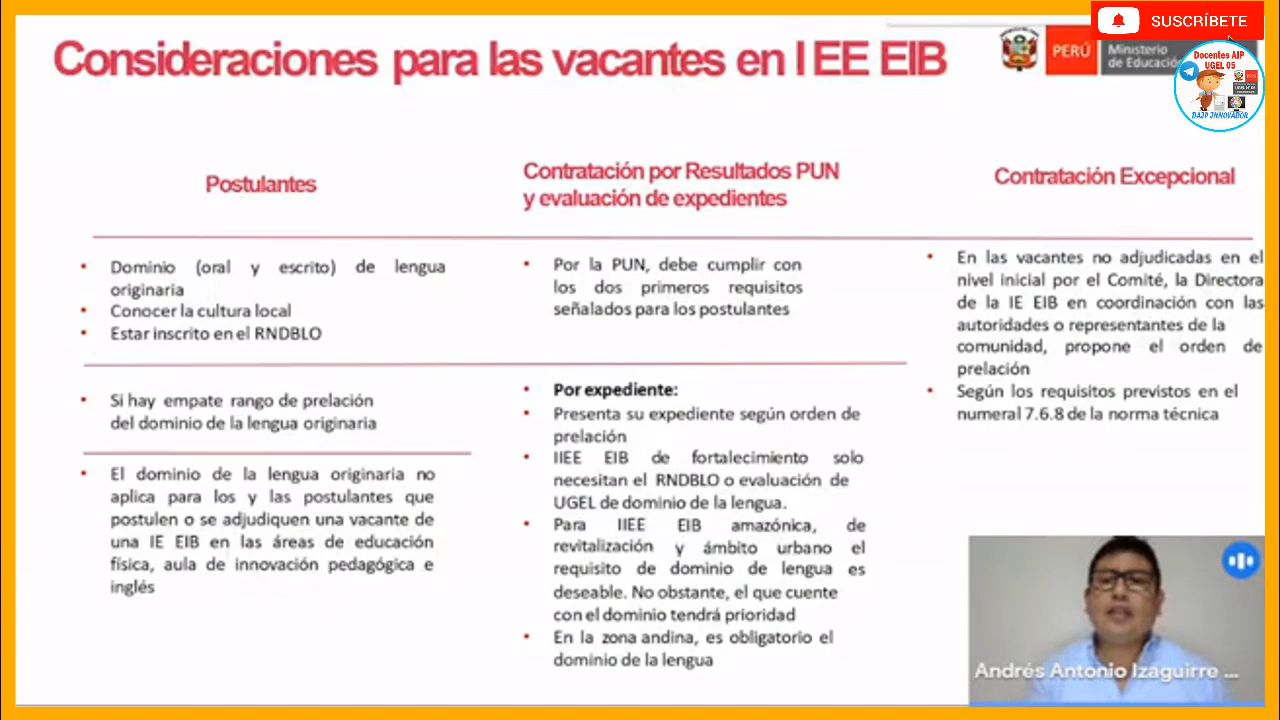 SUSCRÍBETE
Consideraciones para las vacantes en I EE EIB
PERÚ
Ministerio
de Educación
Docentes AIP
UGEL 05
DAIP INNOVADOR
Postulantes
Dominio (oral y escrito) de lengua
originaria
Conocer la cultura local
Estar inscrito en el RNDBLO
Si hay empate rango de prelación
del dominio de la lengua originaria
El dominio de la lengua originaria no
aplica para los y las postulantes que
postulen o se adjudiquen una vacante de
una IE EIB en las áreas de educación
física, aula de innovación pedagógica e
inglés
Contratación por Resultados PUN
y evaluación de expedientes
Por la PUN, debe cumplir con
los dos primeros requisitos
señalados para los postulantes
Por expediente:
Presenta su expediente según orden de
prelación
IIEE EIB de fortalecimiento solo
necesitan el RNDBLO o evaluación de
UGEL de dominio de la lengua.
Para IIEE EIB amazónica, de
revitalización y ámbito urbano el
requisito de dominio de lengua es
deseable. No obstante, el que cuente
con el dominio tendrá prioridad
En la zona andina, es obligatorio el
dominio de la lengua
Contratación Excepcional
En las vacantes no adjudicadas en el
nivel inicial por el Comité, la Directora
de la IE EIB en coordinación con las
autoridades o representantes de la
comunidad, propone el orden de
prelación
Según los requisitos previstos en el
numeral 7.6.8 de la norma técnica
Andrés Antonio Izaguirre ...